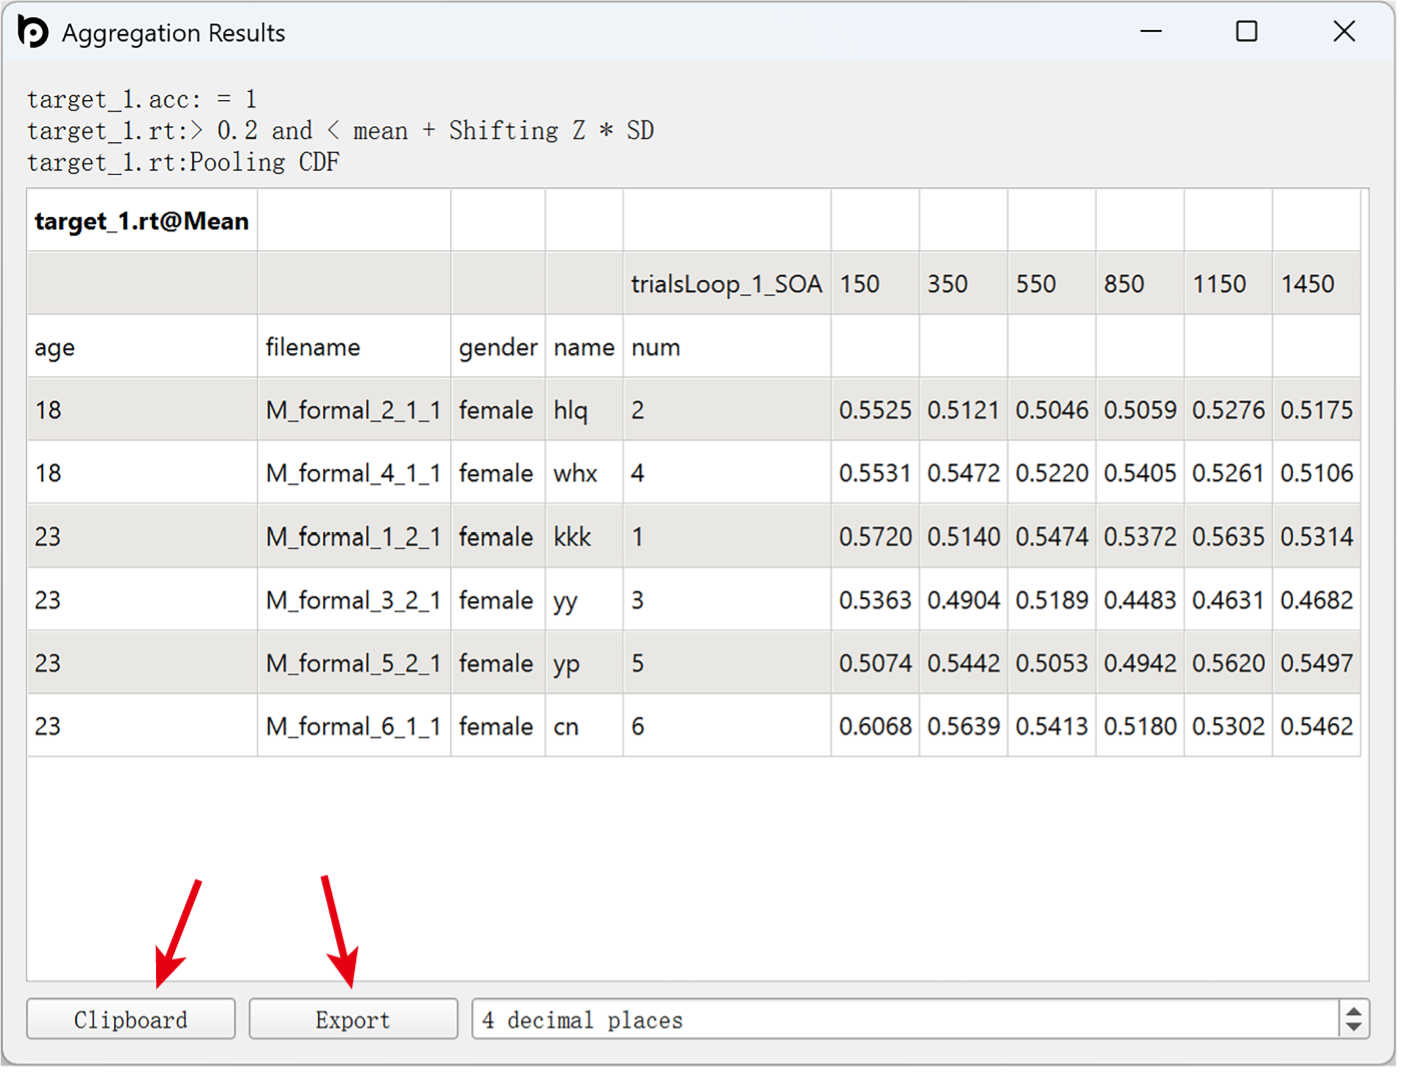 Aggregation Results
target_1.acc: = 1
target_1.rt:> 0.2 and < mean + Shifting Z * SD
target_1.rt:Pooling CDF
target_1.rt@Mean
trialsLoop_1_SOA 150 350 550 850 1150 1450
age filename gender name num
18 M_formal_2_1_1 female hlq 2 0.5525 0.5121 0.5046 0.5059 0.5276 0.5175
18 M_formal_4_1_1 female whx 4 0.5531 0.5472 0.5220 0.5405 0.5261 0.5106
23 M_formal_1_2_1 female kkk 1 0.5720 0.5140 0.5474 0.5372 0.5635 0.5314
23 M_formal_3_2_1 female yy 3 0.5363 0.4904 0.5189 0.4483 0.4631 0.4682
23 M_formal_5_2_1 female yp 5 0.5074 0.5442 0.5053 0.4942 0.5620 0.5497
23 M_formal_6_1_1 female cn 6 0.6068 0.5639 0.5413 0.5180 0.5302 0.5462
Clipboard Export 4 decimal places